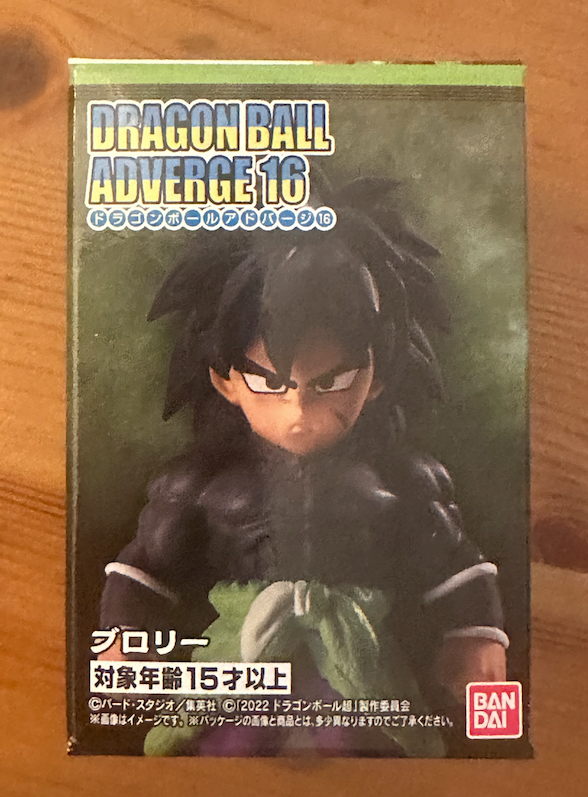 DRAGON BALL
ADVERGE 16
ドラゴンボールアドバージ16
ブロリー
対象年齢15才以上
©バード・スタジオ／集英社 ©「2022 ドラゴンボール超」製作委員会
※画像はイメージです。※パッケージの画像と商品とは、多少異なりますのでご了承ください。
BAN
DAI